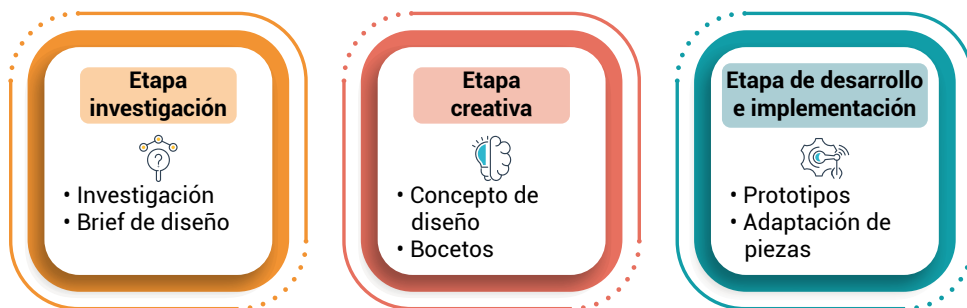 Etapa
investigación
?
• Investigación
• Brief de diseño
Etapa
creativa
• Concepto de
diseño
• Bocetos
Etapa de desarrollo
e implementación
• Prototipos
• Adaptación de
piezas